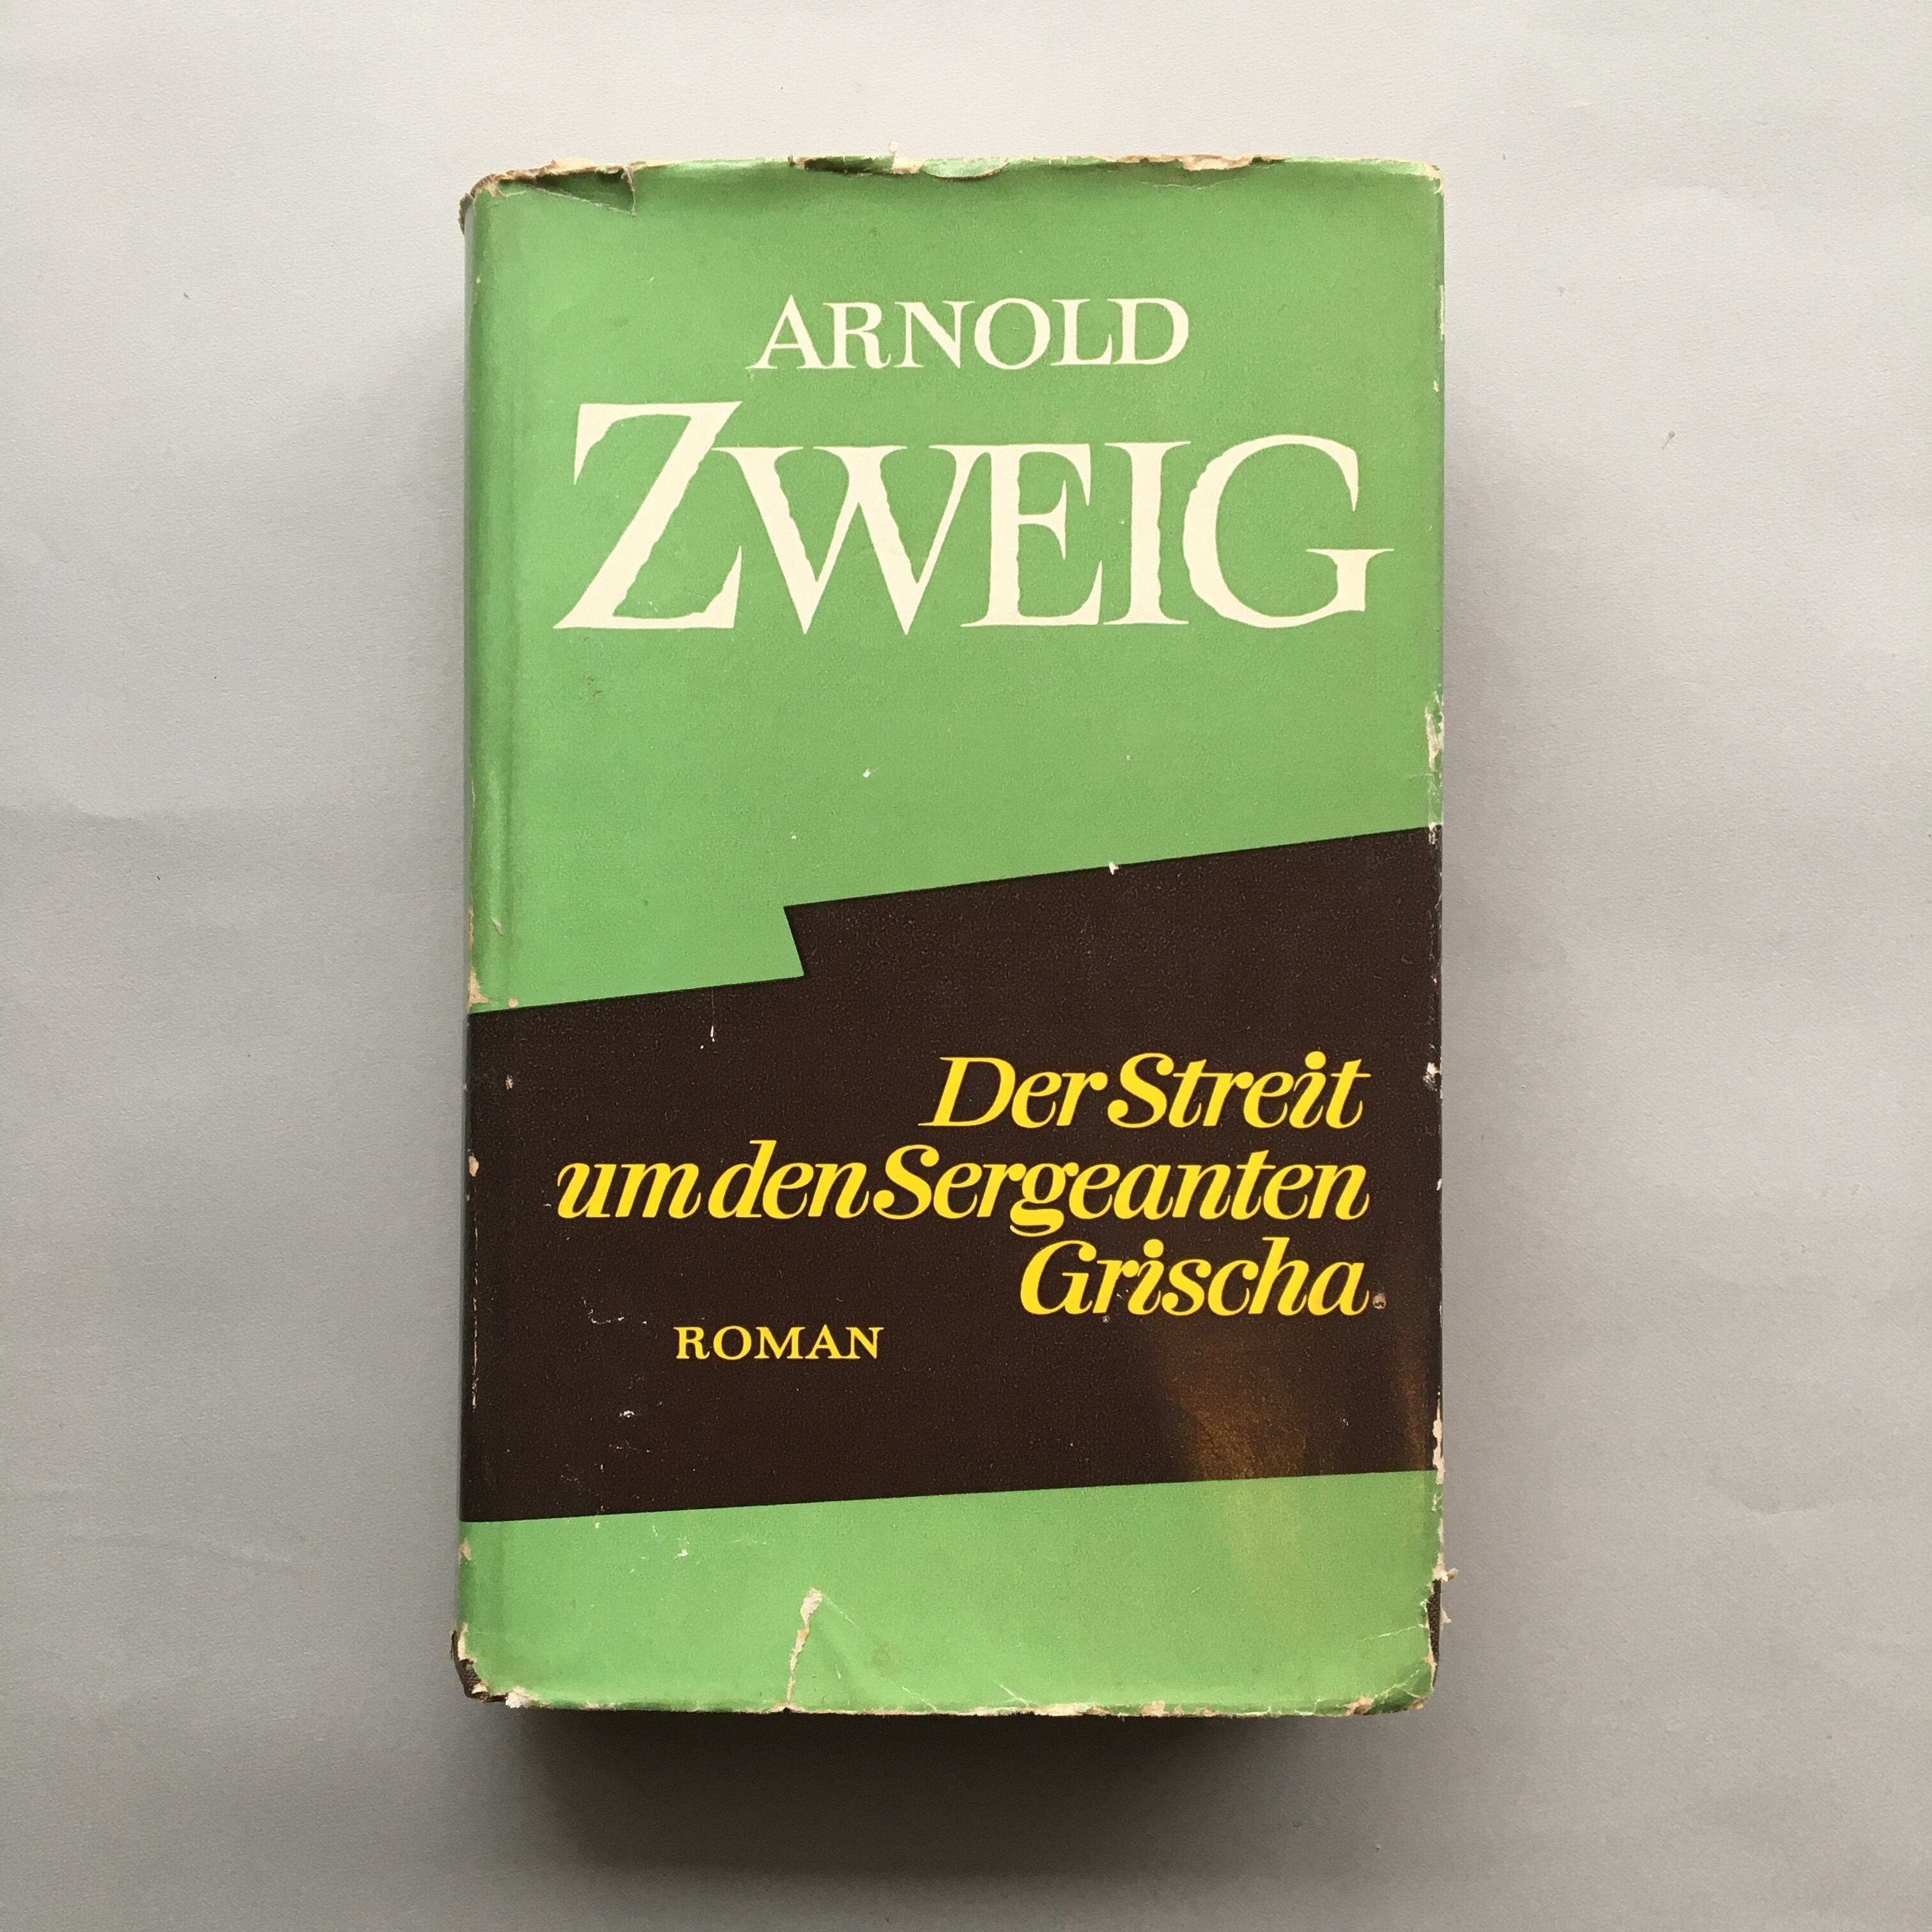 ARNOLD
ZWEIG
Der Streit
um den Sergeanten
Grischa
ROMAN